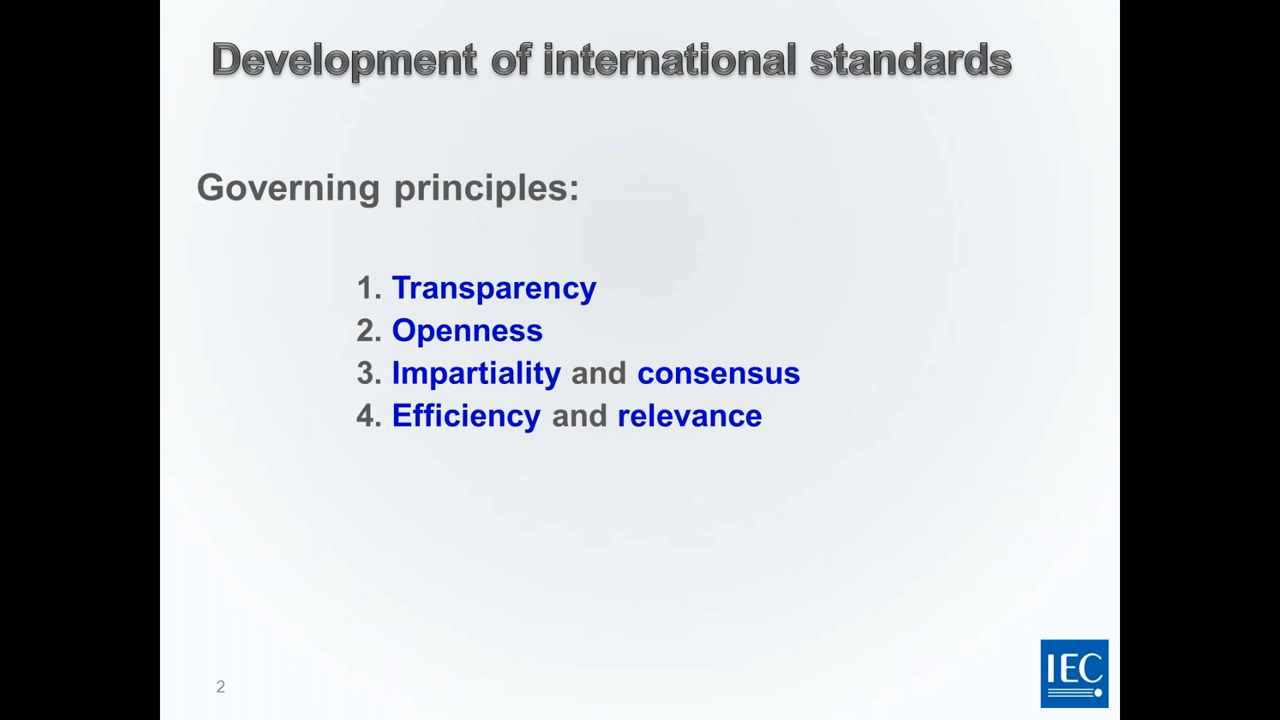 Development of international standards
Governing principles:
1. Transparency
2. Openness
3. Impartiality and consensus
4. Efficiency and relevance
2
IEC